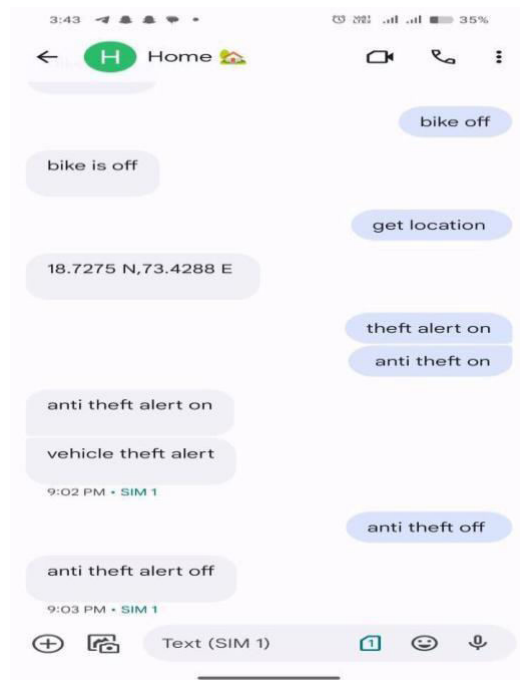 3:43
35%
H Home
bike off
bike is off
get location
18.7275 N,73.4288 E
theft alert on
anti theft on
anti theft alert on
vehicle theft alert
9:02 PM • SIM 1
anti theft off
anti theft alert off
9:03 PM • SIM 1
Text (SIM 1)
1